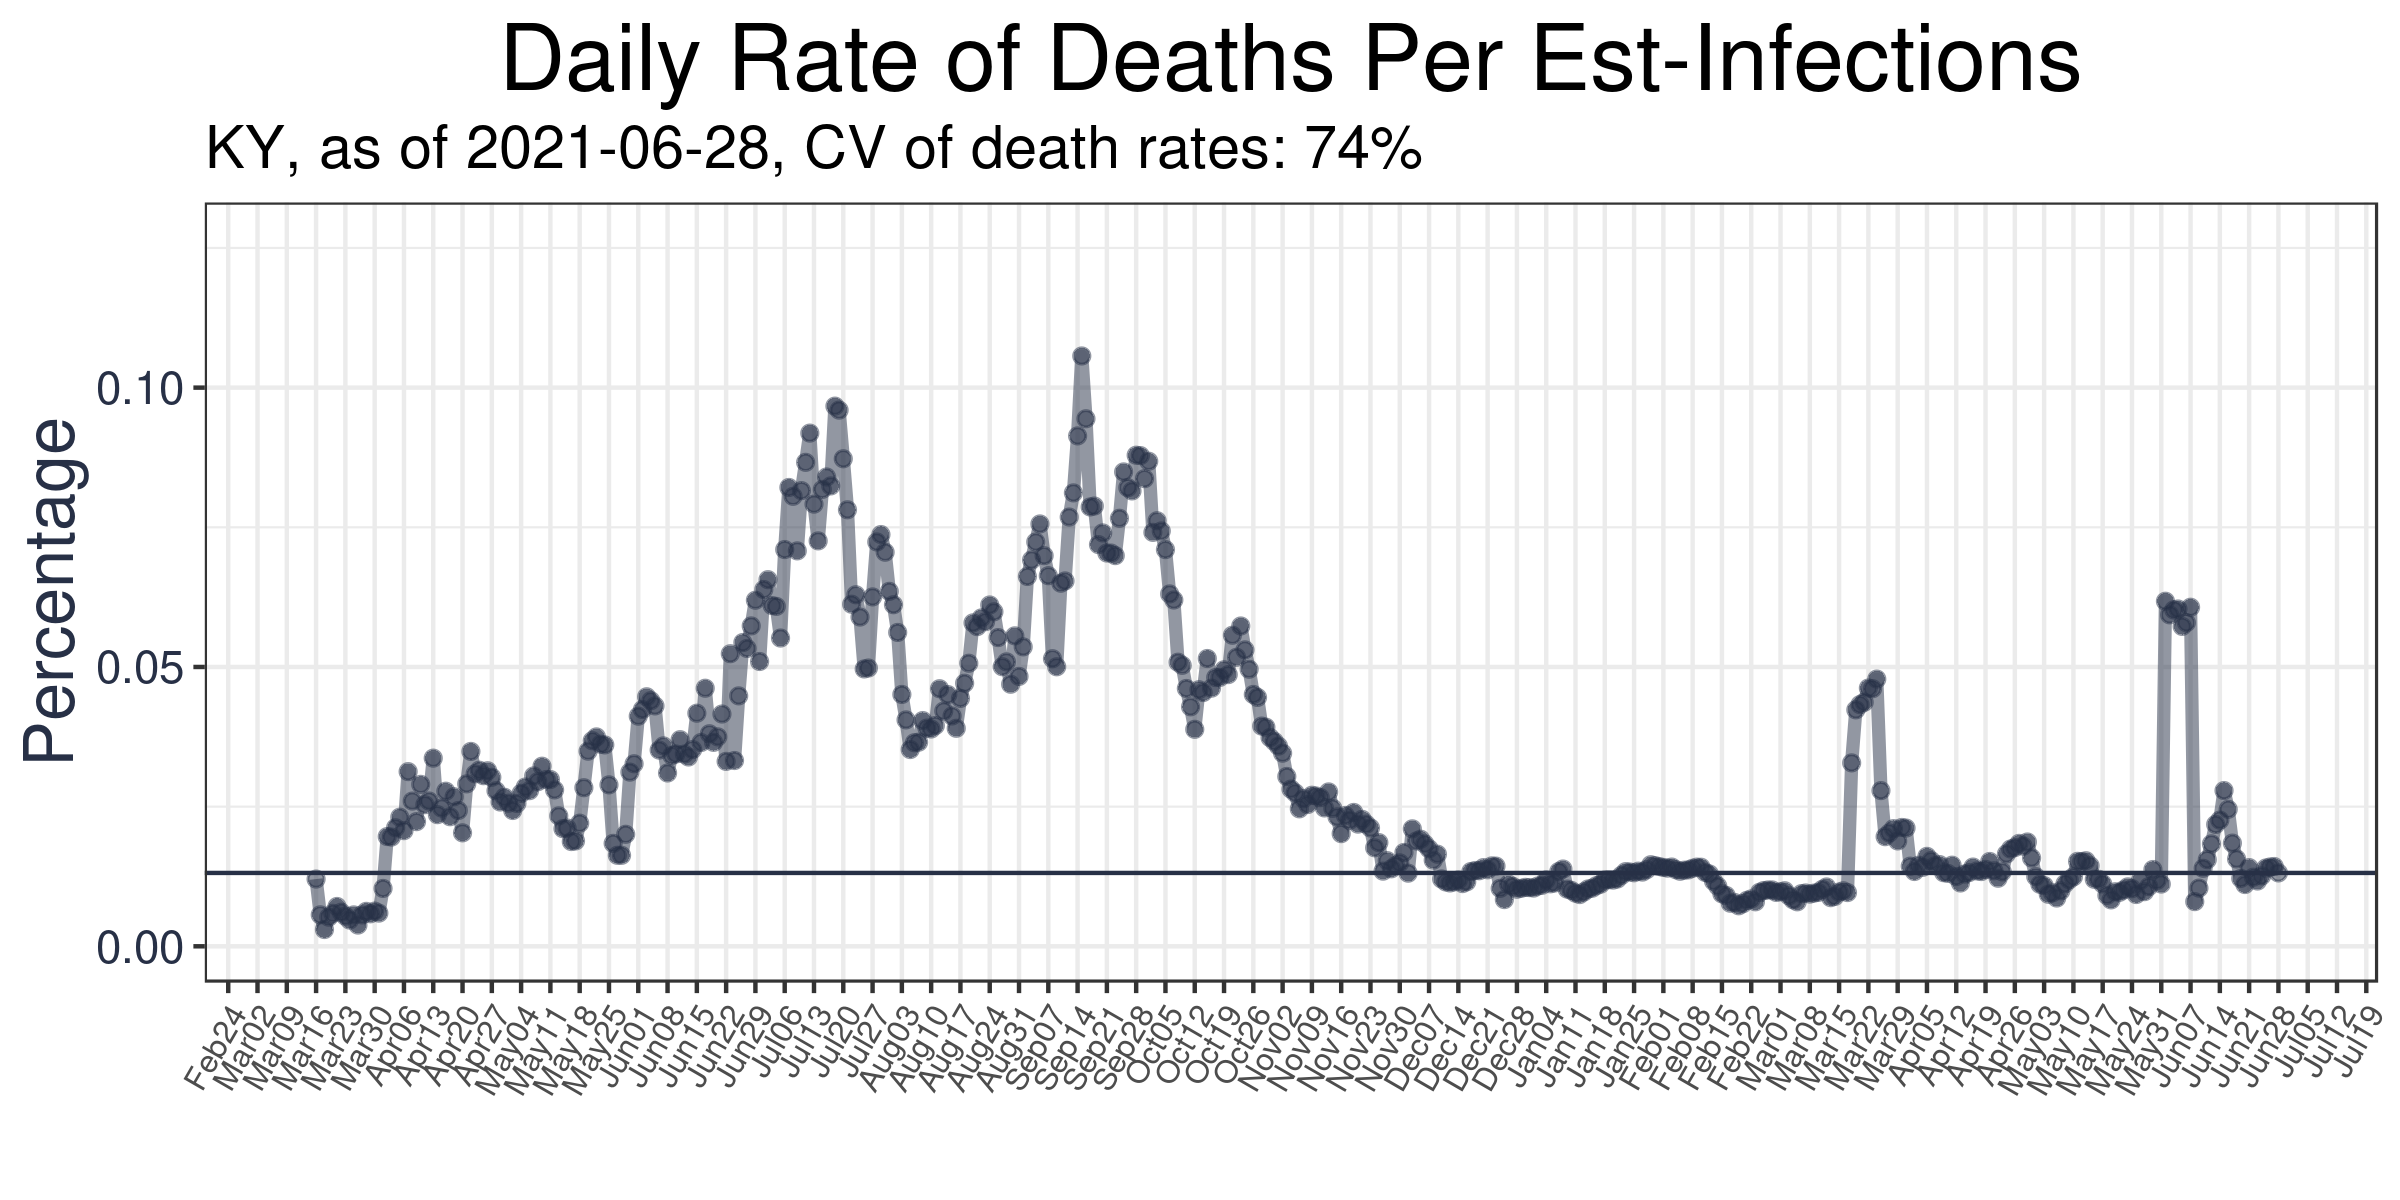 Daily Rate of Deaths Per Est-Infections
KY, as of 2021-06-28, CV of death rates: 74%
Percentage
0.10
0.05
0.00
Feb24
Mar02
Mar09
Mar16
Mar23
Mar30
Apr06
Apr13
Apr20
Apr27
May04
May11
May18
May25
Jun01
Jun08
Jun15
Jun22
Jun29
Jul06
Jul13
Jul20
Jul27
Aug03
Aug10
Aug17
Aug24
Aug31
Sep07
Sep14
Sep21
Sep28
Oct05
Oct12
Oct19
Oct26
Nov02
Nov09
Nov16
Nov23
Nov30
Dec07
Dec14
Dec21
Dec28
Jan04
Jan11
Jan18
Jan25
Feb01
Feb08
Feb15
Feb22
Mar01
Mar08
Mar15
Mar22
Mar29
Apr05
Apr12
Apr19
Apr26
May03
May10
May17
May24
May31
Jun07
Jun14
Jun21
Jun28
Jul05
Jul12
Jul19